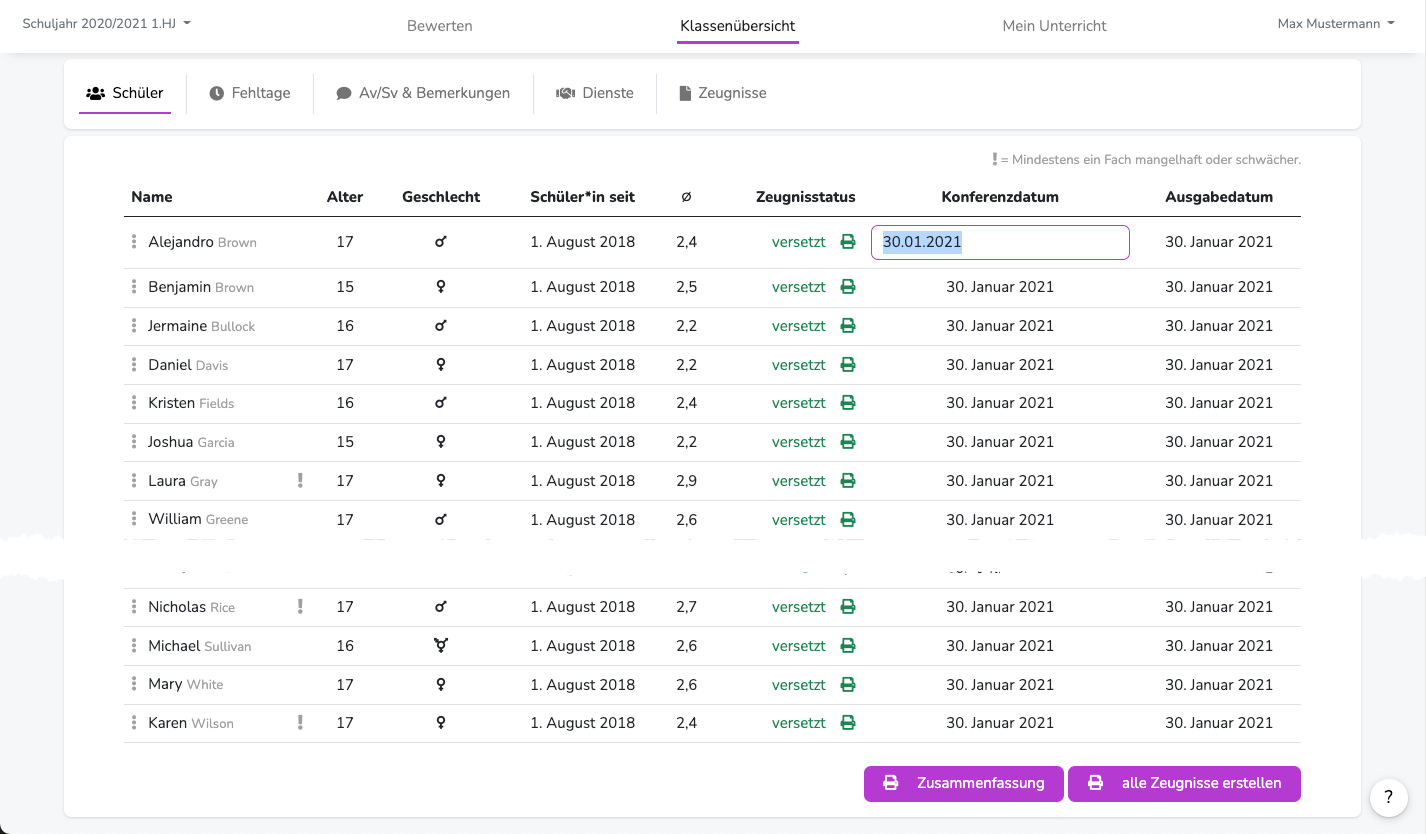 Schuljahr 2020/2021 1.HJ Bewerten Klassenübersicht Mein Unterricht Max Mustermann
Schüler Fehltage Av/Sv & Bemerkungen Dienste Zeugnisse
! = Mindestens ein Fach mangelhaft oder schwächer.
Name Alter Geschlecht Schüler*in seit Ø Zeugnisstatus Konferenzdatum Ausgabedatum
Alejandro Brown 17 ♂ 1. August 2018 2,4 versetzt 30.01.2021 30. Januar 2021
Benjamin Brown 15 ♀ 1. August 2018 2,5 versetzt 30. Januar 2021 30. Januar 2021
Jermaine Bullock 16 ♂ 1. August 2018 2,2 versetzt 30. Januar 2021 30. Januar 2021
Daniel Davis 17 ♀ 1. August 2018 2,2 versetzt 30. Januar 2021 30. Januar 2021
Kristen Fields 16 ♂ 1. August 2018 2,4 versetzt 30. Januar 2021 30. Januar 2021
Joshua Garcia 15 ♀ 1. August 2018 2,2 versetzt 30. Januar 2021 30. Januar 2021
Laura Gray ! 17 ♀ 1. August 2018 2,9 versetzt 30. Januar 2021 30. Januar 2021
William Greene 17 ♂ 1. August 2018 2,6 versetzt 30. Januar 2021 30. Januar 2021
Nicholas Rice ! 17 ♂ 1. August 2018 2,7 versetzt 30. Januar 2021 30. Januar 2021
Michael Sullivan 16 ⚧ 1. August 2018 2,6 versetzt 30. Januar 2021 30. Januar 2021
Mary White 17 ♀ 1. August 2018 2,6 versetzt 30. Januar 2021 30. Januar 2021
Karen Wilson ! 17 ♀ 1. August 2018 2,4 versetzt 30. Januar 2021 30. Januar 2021
Zusammenfassung alle Zeugnisse erstellen
?